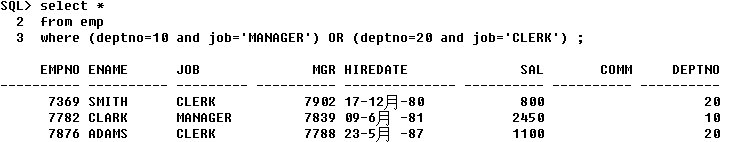 SQL> select *
  2  from emp
  3  where (deptno=10 and job='MANAGER') OR (deptno=20 and job='CLERK') ;
     EMPNO ENAME      JOB              MGR HIREDATE              SAL       COMM     DEPTNO
---------- ---------- --------- ---------- -------------- ---------- ---------- ----------
      7369 SMITH      CLERK           7902 17-12月-80            800                    20
      7782 CLARK      MANAGER         7839 09-6月 -81           2450                    10
      7876 ADAMS      CLERK           7788 23-5月 -87           1100                    20